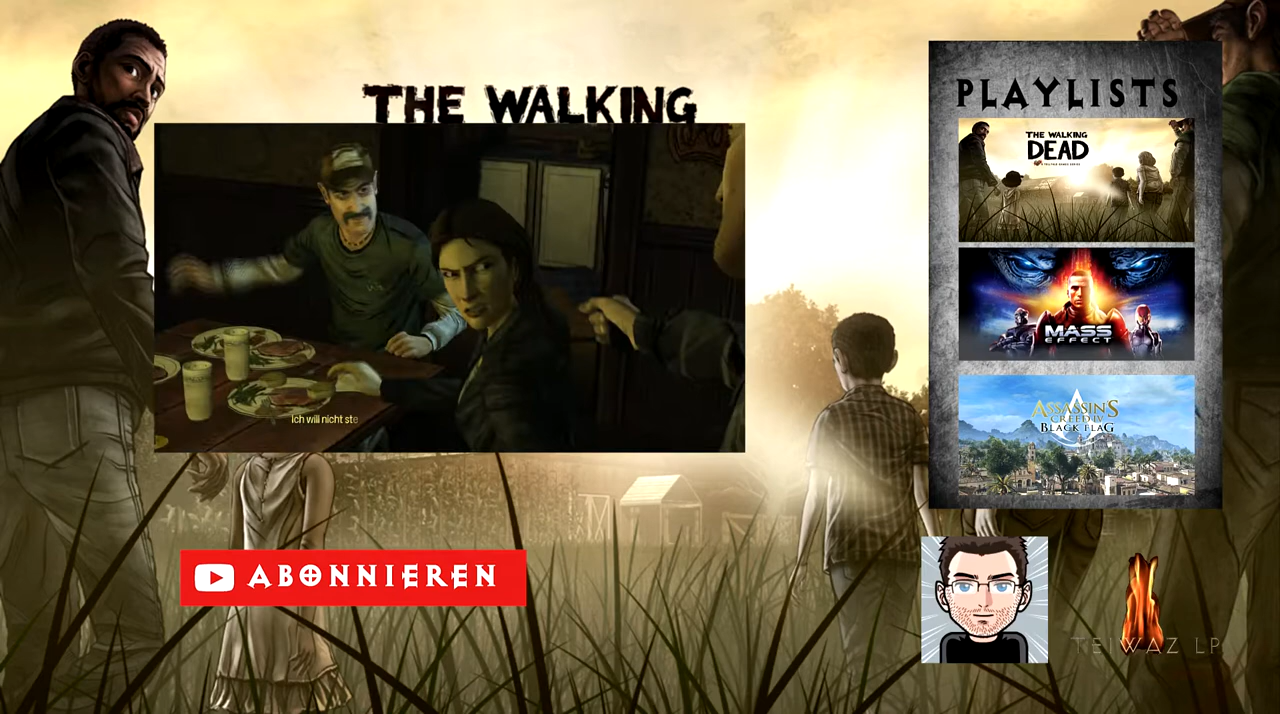 THE WALKING
Ich will nicht ste
PLAYLISTS
THE WALKING
DEAD
MASS
EFFECT
ASSASSIN'S
CREED IV
BLACK FLAG
ABONNIEREN
TEIWAZ LP